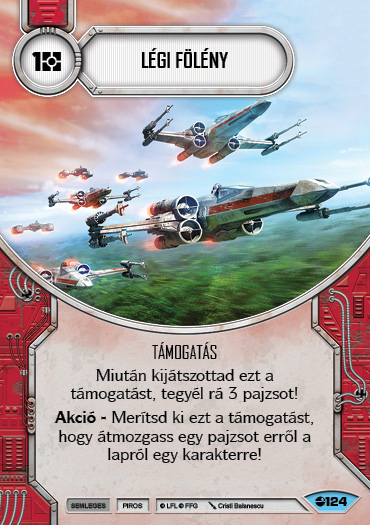 1
LÉGI FÖLÉNY
TÁMOGATÁS
Miután kijátszottad ezt a
támogatást, tegyél rá 3 pajzsot!
Akció - Merítsd ki ezt a támogatást,
hogy átmozgass egy pajzsot erről a
lapról egy karakterre!
SEMLEGES PIROS © LFL © FFG Cristi Balanescu 124